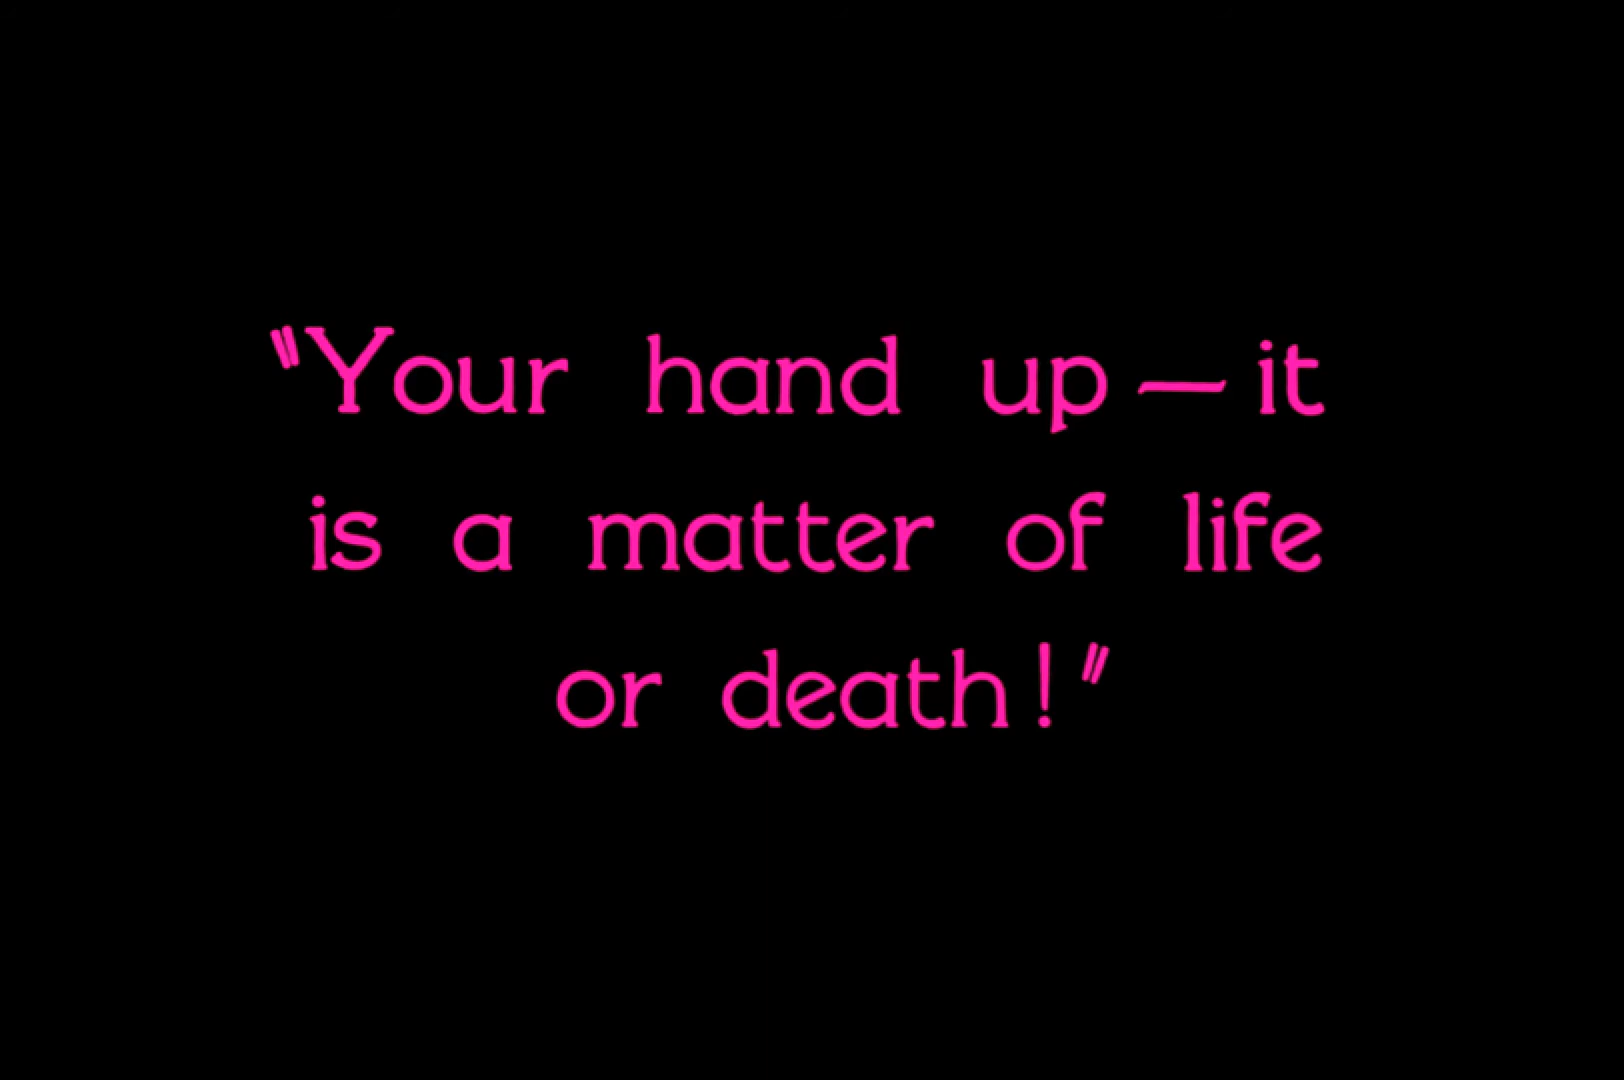 "Your hand up — it
is a matter of life
or death!"